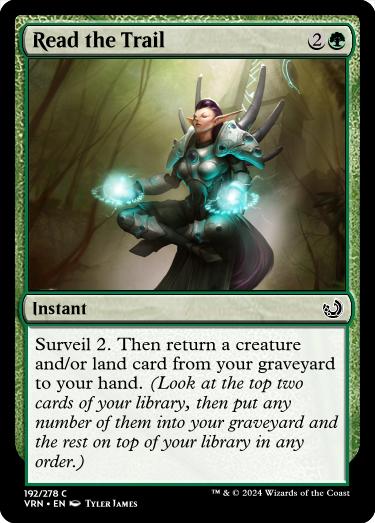 Read the Trail 2
Instant
Surveil 2. Then return a creature
and/or land card from your graveyard
to your hand. (Look at the top two
cards of your library, then put any
number of them into your graveyard and
the rest on top of your library in any
order.)
192/278 C
VRN • EN Tyler James
™ & © 2024 Wizards of the Coast